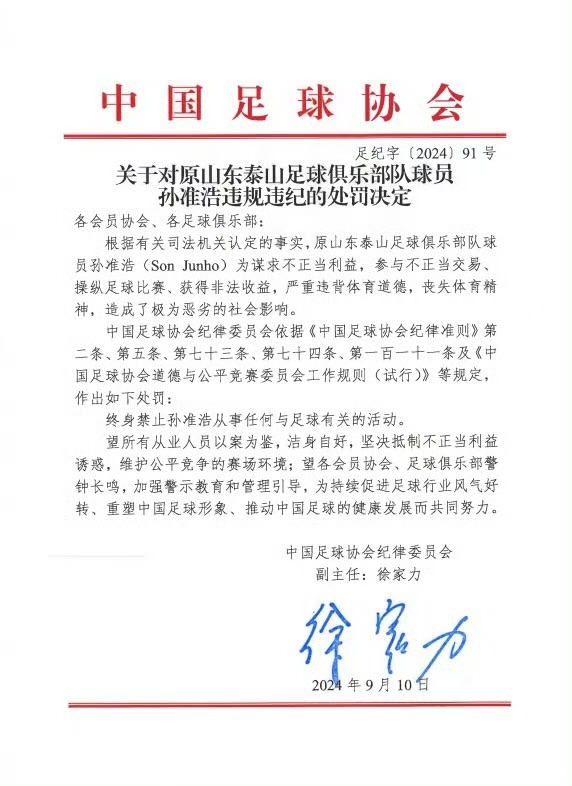 中国足球协会
足纪字〔2024〕91号
关于对原山东泰山足球俱乐部队球员
孙准浩违规违纪的处罚决定
各会员协会、各足球俱乐部：
根据有关司法机关认定的事实，原山东泰山足球俱乐部队球
员孙准浩（Son Junho）为谋求不正当利益，参与不正当交易、
操纵足球比赛、获得非法收益，严重违背体育道德，丧失体育精
神，造成了极为恶劣的社会影响。
中国足球协会纪律委员会依据《中国足球协会纪律准则》第
二条、第五条、第七十三条、第七十四条、第一百一十一条及《中
国足球协会道德与公平竞赛委员会工作规则（试行）》等规定，
作出如下处罚：
终身禁止孙准浩从事任何与足球有关的活动。
望所有从业人员以案为鉴，洁身自好，坚决抵制不正当利益
诱惑，维护公平竞争的赛场环境；望各会员协会、足球俱乐部警
钟长鸣，加强警示教育和管理引导，为持续促进足球行业风气好
转、重塑中国足球形象、推动中国足球的健康发展而共同努力。
中国足球协会纪律委员会
副主任：徐家力
徐家力
2024年9月10日